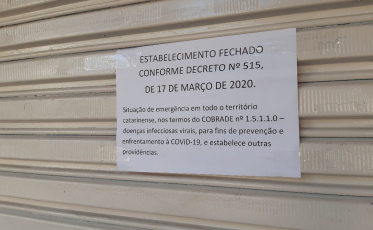 ESTABELECIMENTO FECHADO
CONFORME DECRETO Nº 515,
DE 17 DE MARÇO DE 2020.
Situação de emergência em todo o território
catarinense, nos termos do COBRADE nº 1.5.1.1.0 –
doenças infecciosas virais, para fins de prevenção e
enfrentamento à COVID-19, e estabelece outras
providências.